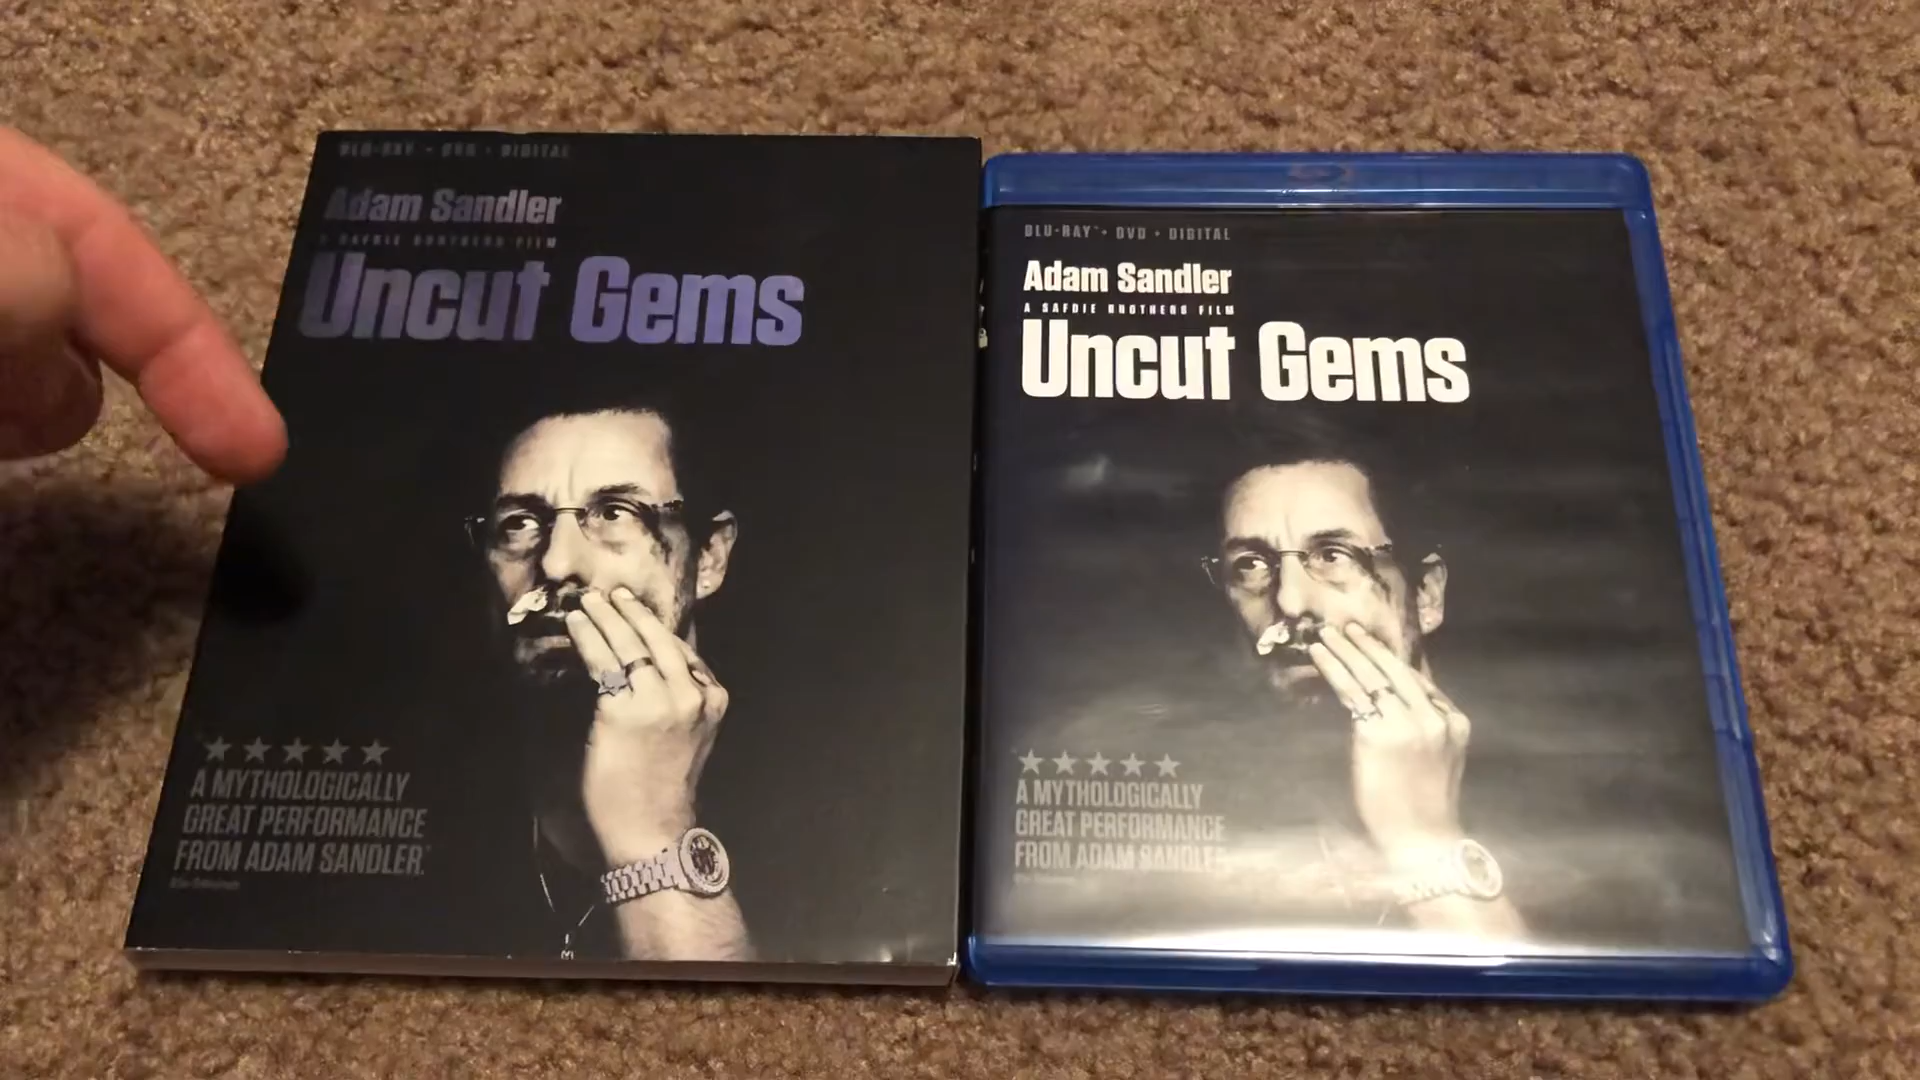 BLU-RAY • DVD • DIGITAL
Adam Sandler
A SAFDIE BROTHERS FILM
Uncut Gems
★★★★★
A MYTHOLOGICALLY
GREAT PERFORMANCE
FROM ADAM SANDLER."
BLU-RAY™ • DVD • DIGITAL
Adam Sandler
A SAFDIE BROTHERS FILM
Uncut Gems
★★★★★
A MYTHOLOGICALLY
GREAT PERFORMANCE
FROM ADAM SANDLER